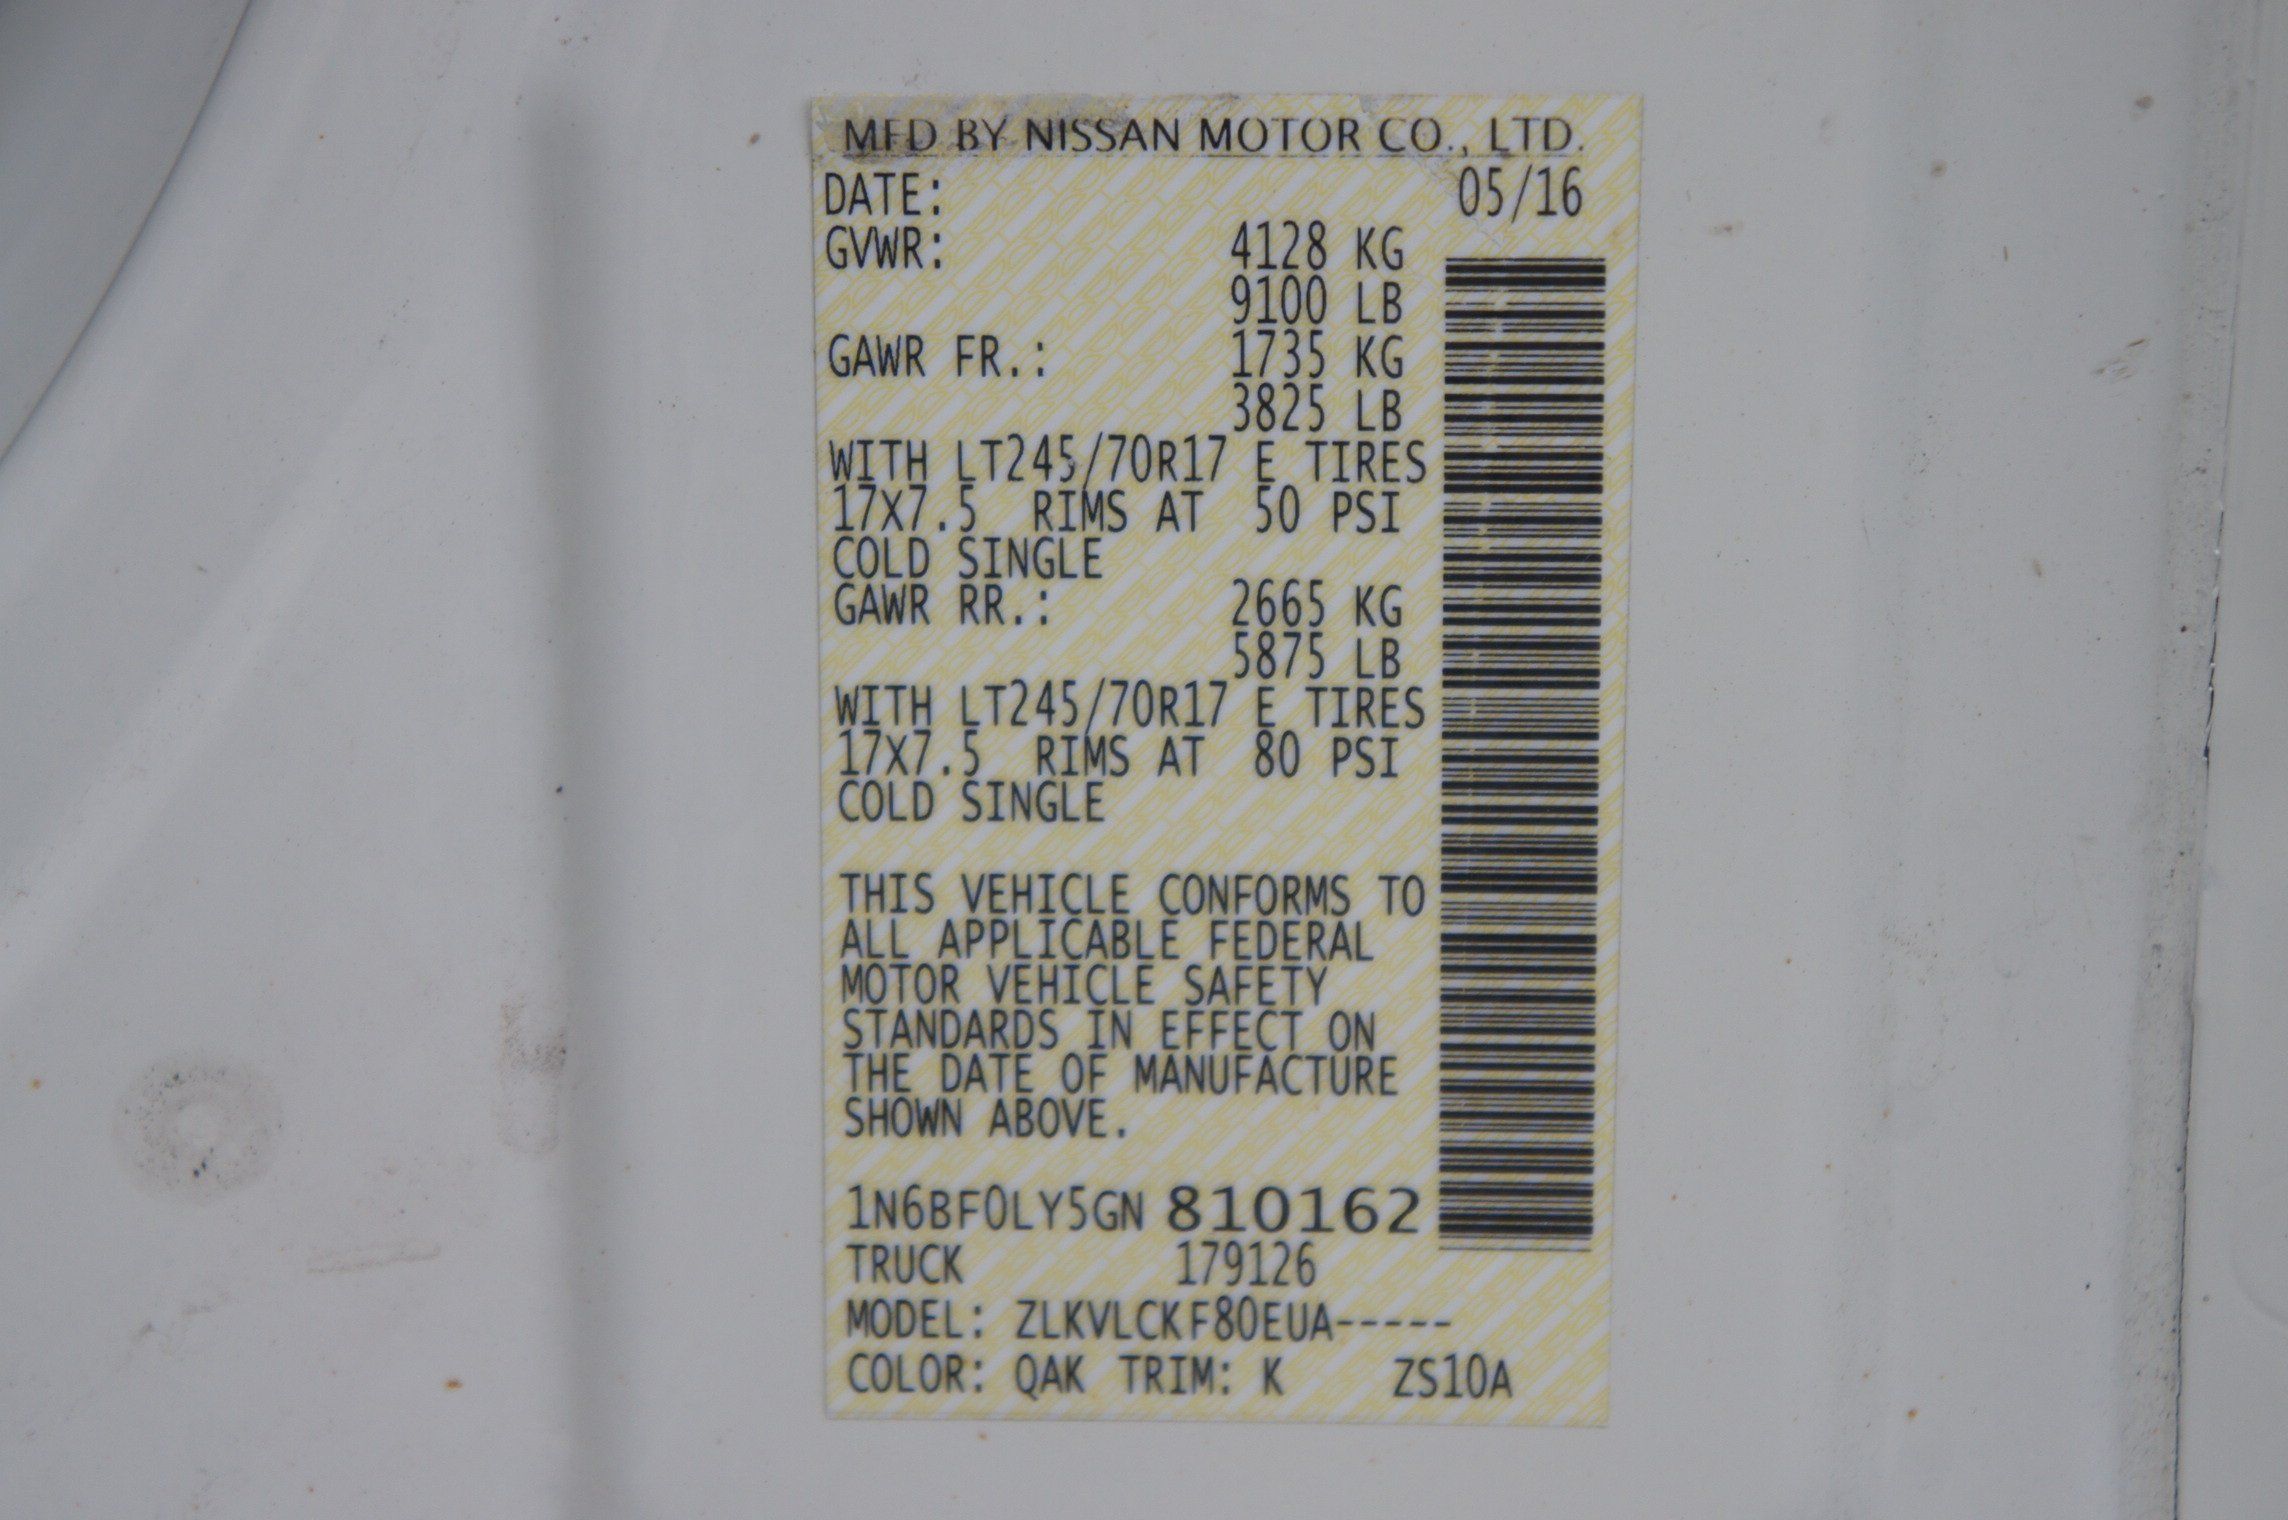 MFD BY NISSAN MOTOR CO., LTD.
DATE: 05/16
GVWR: 4128 KG
9100 LB
GAWR FR.: 1735 KG
3825 LB
WITH LT245/70R17 E TIRES
17X7.5 RIMS AT 50 PSI
COLD SINGLE
GAWR RR.: 2665 KG
5875 LB
WITH LT245/70R17 E TIRES
17X7.5 RIMS AT 80 PSI
COLD SINGLE
THIS VEHICLE CONFORMS TO
ALL APPLICABLE FEDERAL
MOTOR VEHICLE SAFETY
STANDARDS IN EFFECT ON
THE DATE OF MANUFACTURE
SHOWN ABOVE.
1N6BF0LY5GN 810162
TRUCK 179126
MODEL: ZLKVLCKF80EUA-----
COLOR: QAK TRIM: K ZS10A